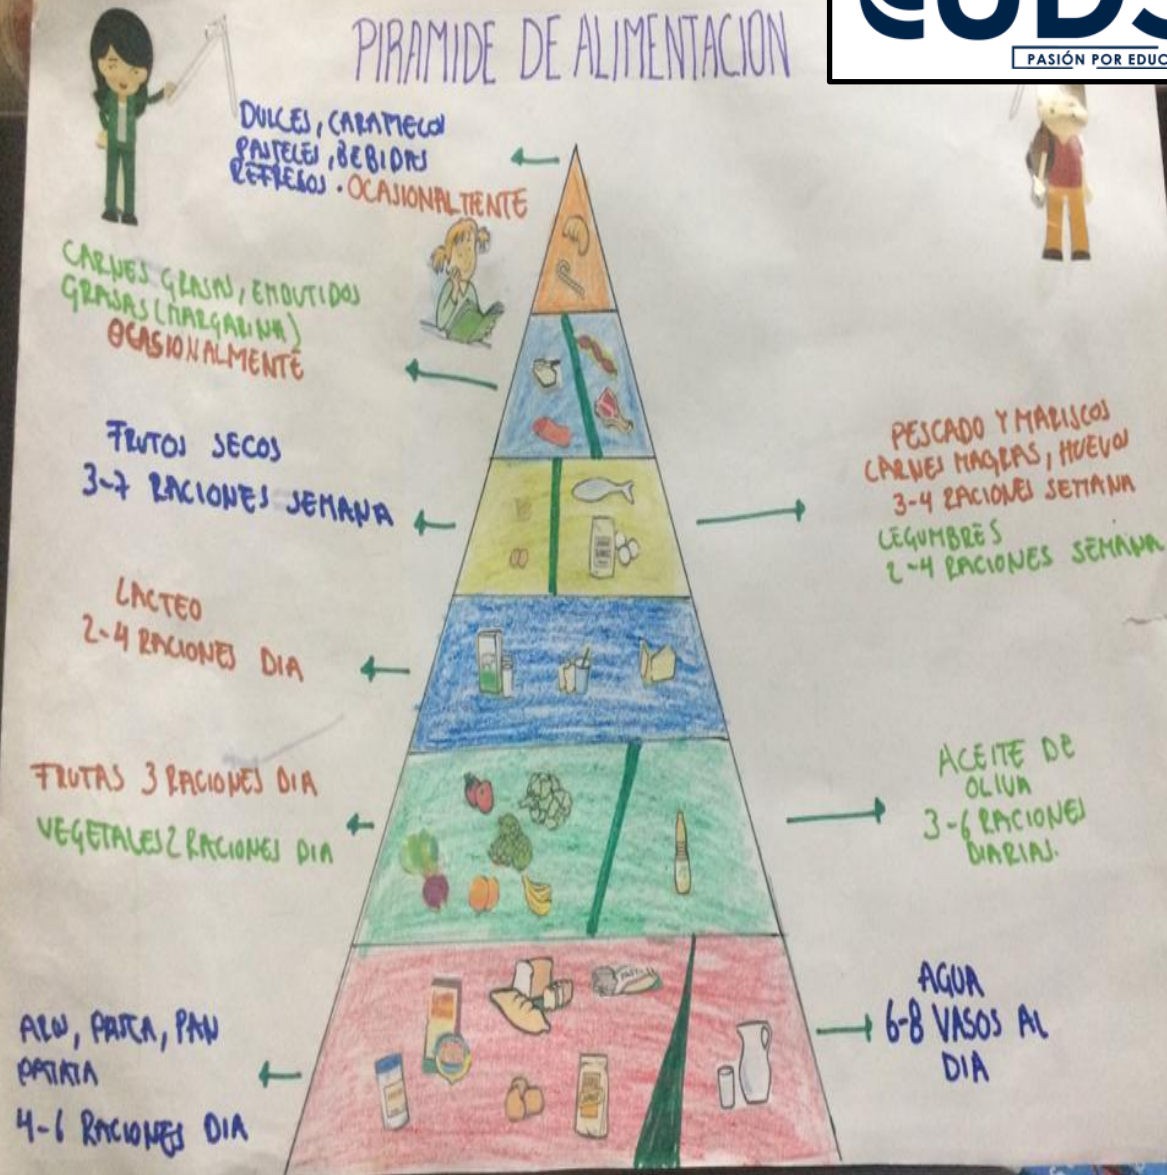 PIRAMIDE DE ALIMENTACION
PASIÓN POR EDUC
DULCES, CARAMELOS
PASTELES, BEBIDAS
REFRESOS. OCASIONALMENTE
CARNES GRASAS, EMBUTIDOS
GRASAS (MARGARINA)
OCASIONALMENTE
FRUTOS SECOS
3-7 RACIONES SEMANA
PESCADO Y MARISCOS
CARNES MAGRAS, HUEVOS
3-4 RACIONES SEMANA
LEGUMBRES
2-4 RACIONES SEMANA
LACTEO
2-4 RACIONES DIA
FRUTAS 3 RACIONES DIA
VEGETALES 2 RACIONES DIA
ACEITE DE
OLIVA
3-6 RACIONES
DIARIAS.
PASTA, PAN
PATATA
4-6 RACIONES DIA
AGUA
6-8 VASOS AL
DIA